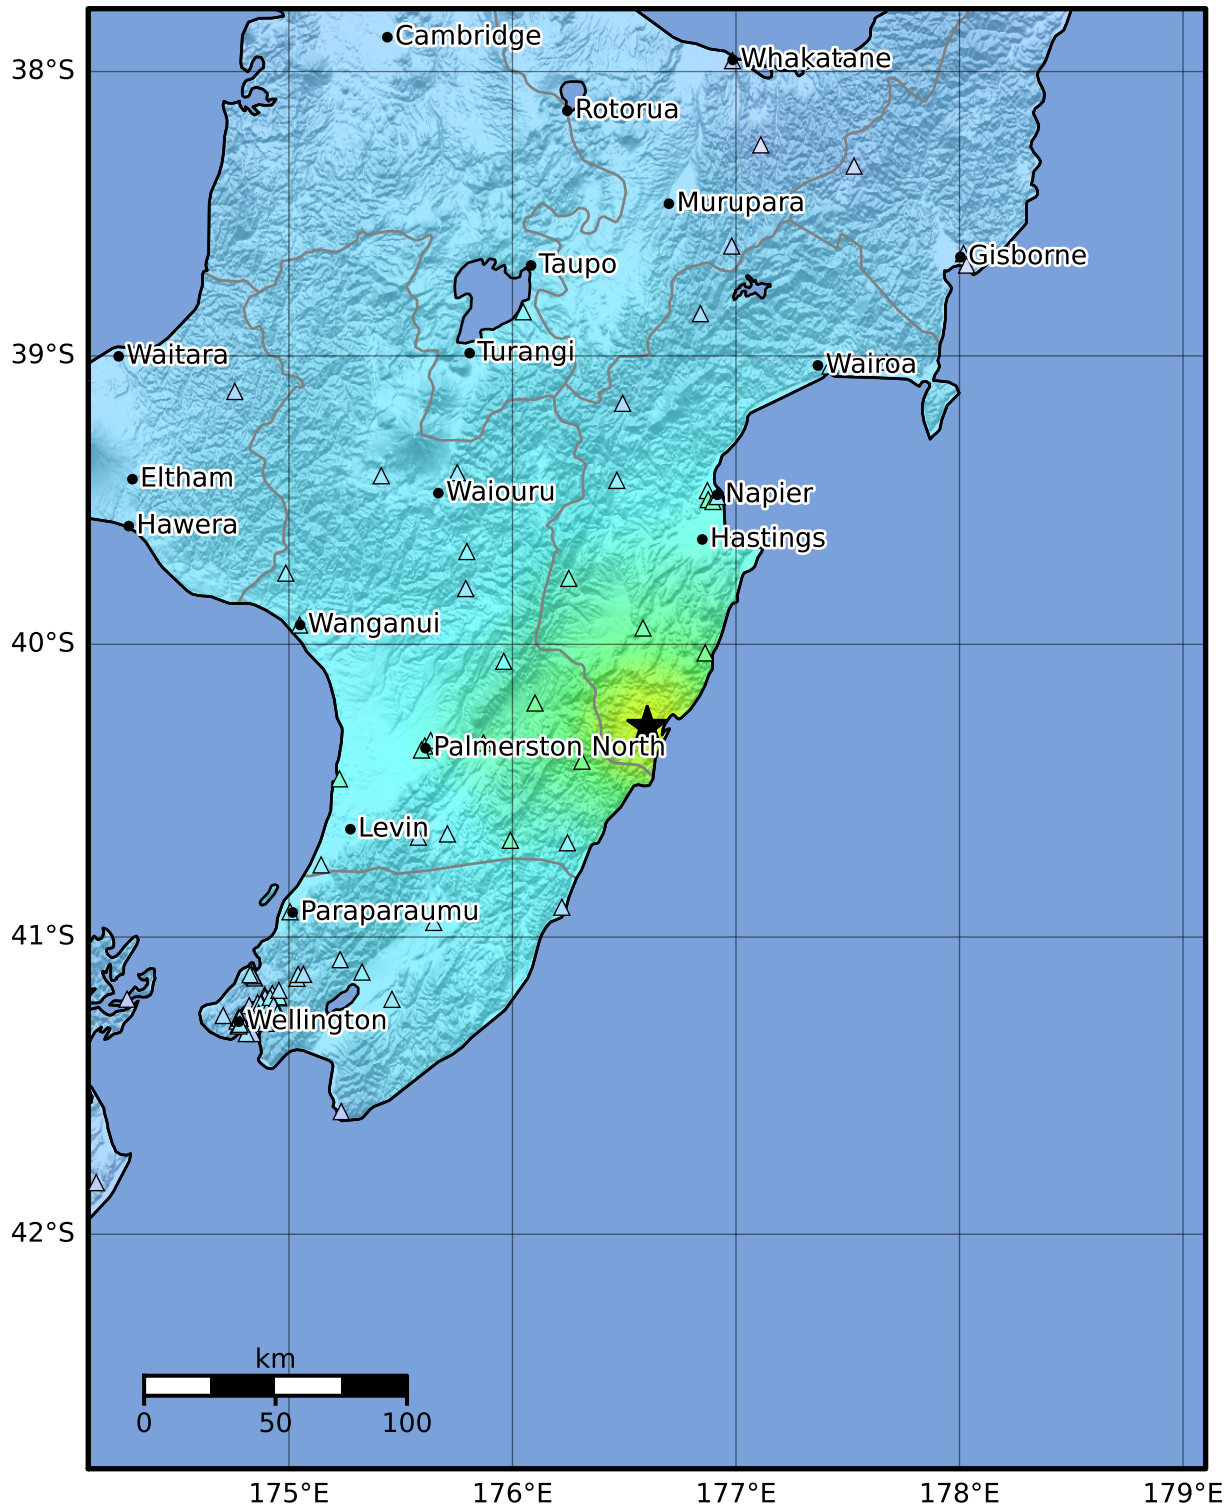 Cambridge
Whakatane
38°S
Rotorua
Murupara
Gisborne
Taupo
Turangi
39°S
Waitara
Wairoa
Eltham
Waiouru
Napier
Hawera
Hastings
Wanganui
40°S
Palmerston North
Levin
Paraparaumu
41°S
Wellington
42°S
km
0 50 100
175°E 176°E 177°E 178°E 179°E